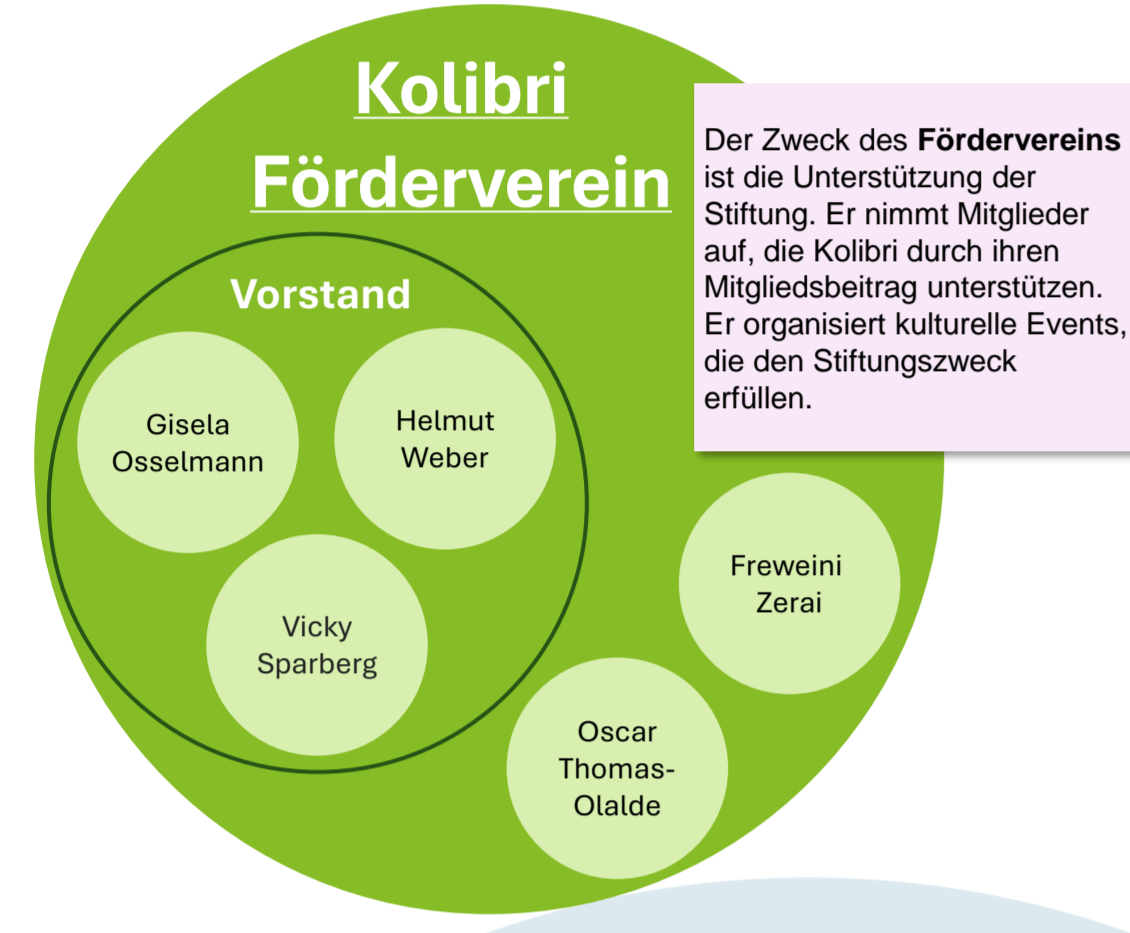 Kolibri
Förderverein
Der Zweck des Fördervereins
ist die Unterstützung der
Stiftung. Er nimmt Mitglieder
auf, die Kolibri durch ihren
Mitgliedsbeitrag unterstützen.
Er organisiert kulturelle Events,
die den Stiftungszweck
erfüllen.
Vorstand
Gisela
Osselmann
Helmut
Weber
Vicky
Sparberg
Freweini
Zerai
Oscar
Thomas-
Olalde